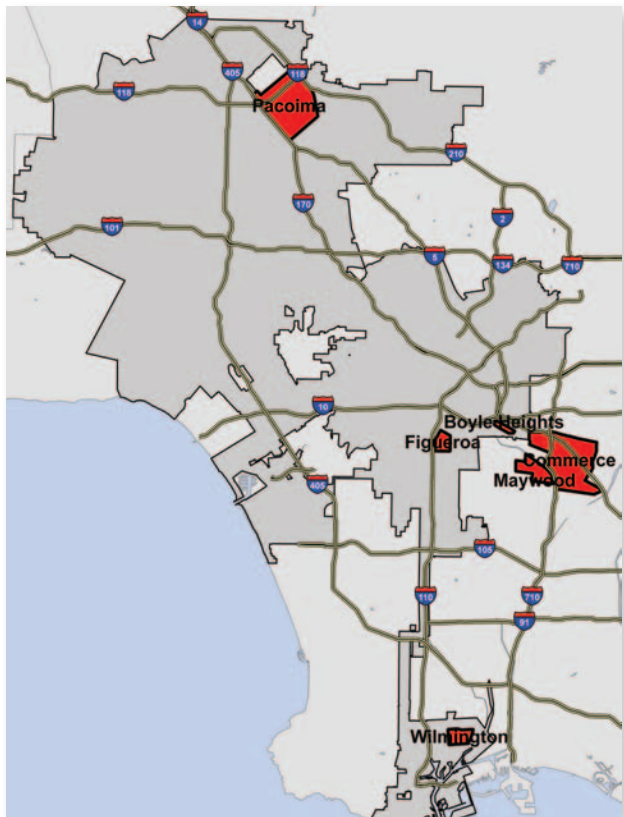 14
405
118
118
Pacoima
210
170
2
101
5
134
710
10
Boyle Heights
Figueroa
Commerce
Maywood
405
105
110
710
91
Wilmington